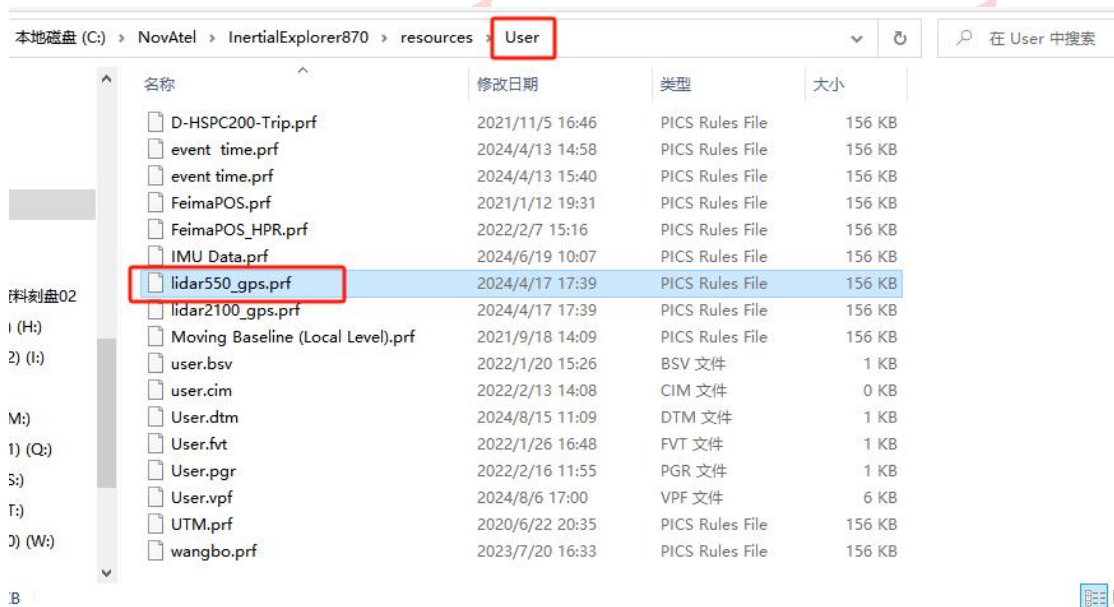 本地磁盘 (C:) › NovAtel › InertialExplorer870 › resources › User 在 User 中搜索
名称 修改日期 类型 大小
D-HSPC200-Trip.prf 2021/11/5 16:46 PICS Rules File 156 KB
event  time.prf 2024/4/13 14:58 PICS Rules File 156 KB
event time.prf 2024/4/13 15:40 PICS Rules File 156 KB
FeimaPOS.prf 2021/1/12 19:31 PICS Rules File 156 KB
FeimaPOS_HPR.prf 2022/2/7 15:16 PICS Rules File 156 KB
IMU Data.prf 2024/6/19 10:07 PICS Rules File 156 KB
lidar550_gps.prf 2024/4/17 17:39 PICS Rules File 156 KB
料刻盘02
lidar2100_gps.prf 2024/4/17 17:39 PICS Rules File 156 KB
(H:)
Moving Baseline (Local Level).prf 2021/9/18 14:09 PICS Rules File 156 KB
2) (I:)
user.bsv 2022/1/20 15:26 BSV 文件 1 KB
user.cim 2022/2/13 14:08 CIM 文件 0 KB
M:)
User.dtm 2024/8/15 11:09 DTM 文件 1 KB
1) (Q:)
User.fvt 2022/1/26 16:48 FVT 文件 1 KB
S:)
User.pgr 2022/2/16 11:55 PGR 文件 1 KB
T:)
User.vpf 2024/8/6 17:00 VPF 文件 6 KB
UTM.prf 2020/6/22 20:35 PICS Rules File 156 KB
0) (W:)
wangbo.prf 2023/7/20 16:33 PICS Rules File 156 KB